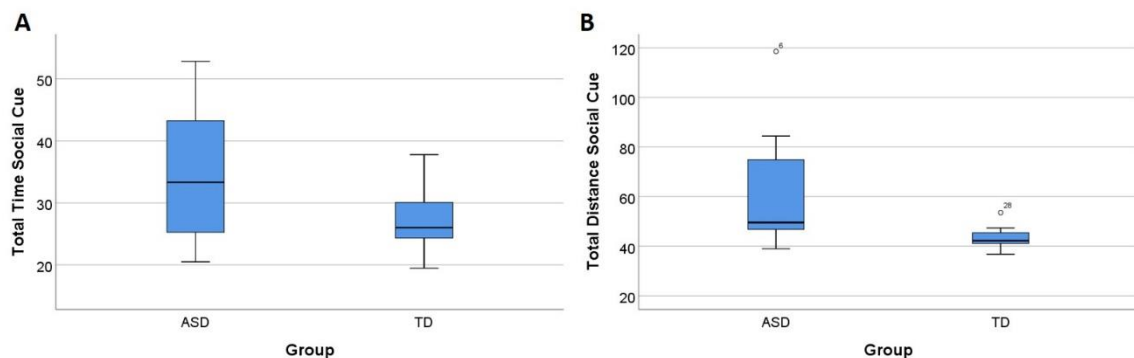 A
Total Time Social Cue
50
40
30
20
ASD
TD
Group
B
Total Distance Social Cue
120
100
80
60
40
20
6
28
ASD
TD
Group